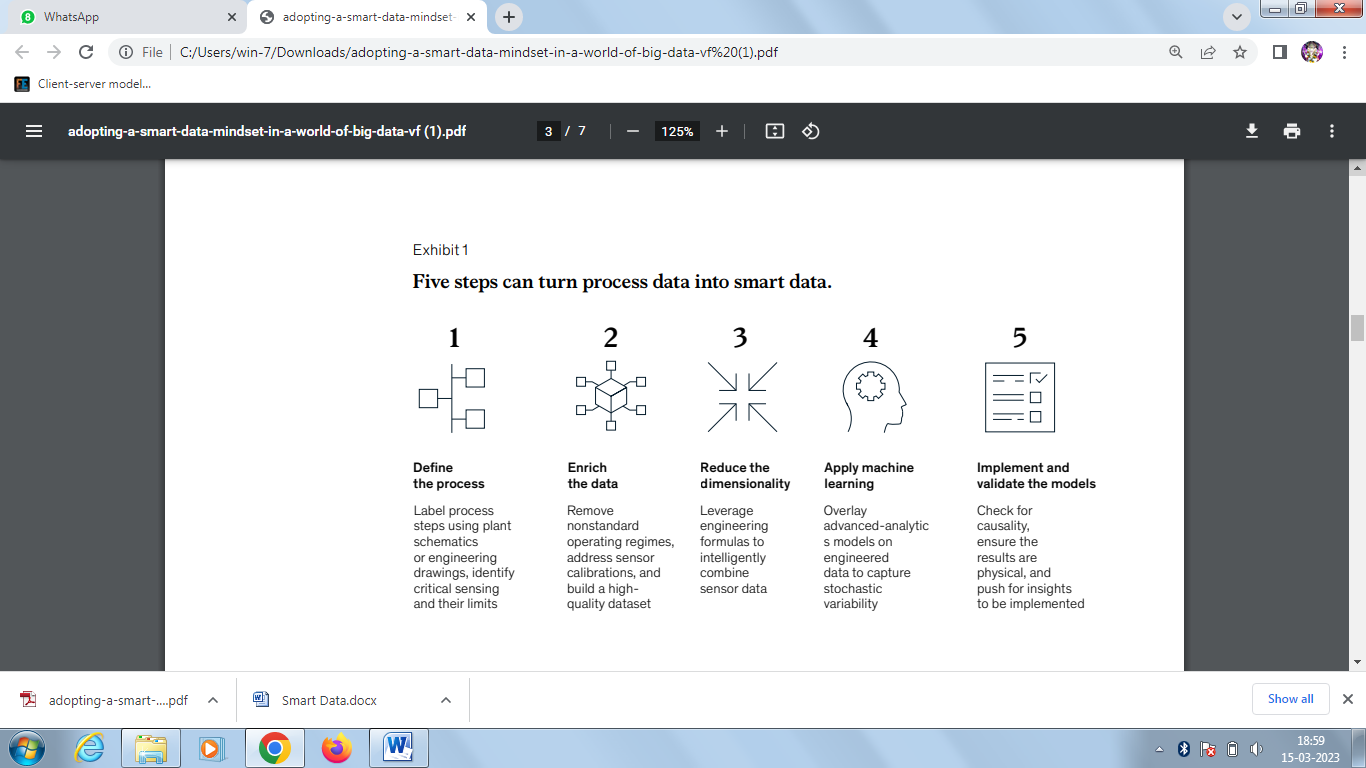 WhatsApp
adopting-a-smart-data-mindset-
File
C:/Users/win-7/Downloads/adopting-a-smart-data-mindset-in-a-world-of-big-data-vf%20(1).pdf
Client-server model...
adopting-a-smart-data-mindset-in-a-world-of-big-data-vf (1).pdf
3 / 7
125%
Exhibit 1
Five steps can turn process data into smart data.
1
Define
the process
Label process
steps using plant
schematics
or engineering
drawings, identify
critical sensing
and their limits
2
Enrich
the data
Remove
nonstandard
operating regimes,
address sensor
calibrations, and
build a high-
quality dataset
3
Reduce the
dimensionality
Leverage
engineering
formulas to
intelligently
combine
sensor data
4
Apply machine
learning
Overlay
advanced-analytic
s models on
engineered
data to capture
stochastic
variability
5
Implement and
validate the models
Check for
causality,
ensure the
results are
physical, and
push for insights
to be implemented
adopting-a-smart-....pdf
Smart Data.docx
Show all
18:59
15-03-2023